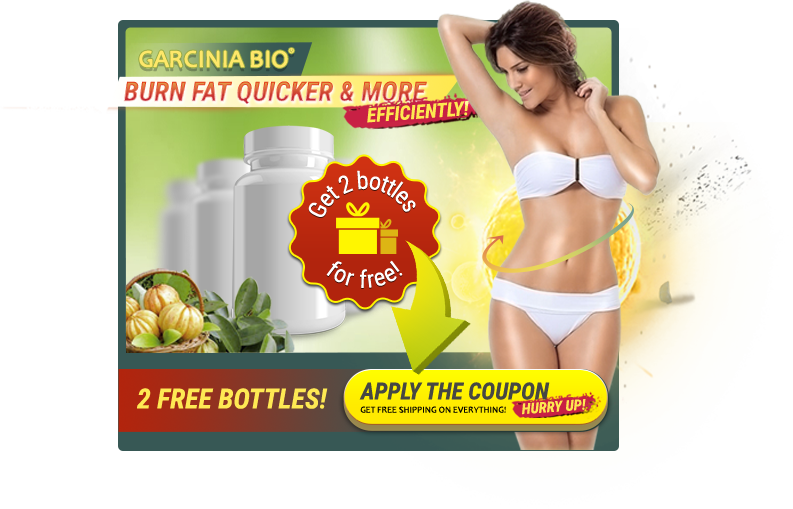 GARCINIA BIO®
BURN FAT QUICKER & MORE
EFFICIENTLY!
Get 2 bottles
for free!
2 FREE BOTTLES!
APPLY THE COUPON
GET FREE SHIPPING ON EVERYTHING!
HURRY UP!